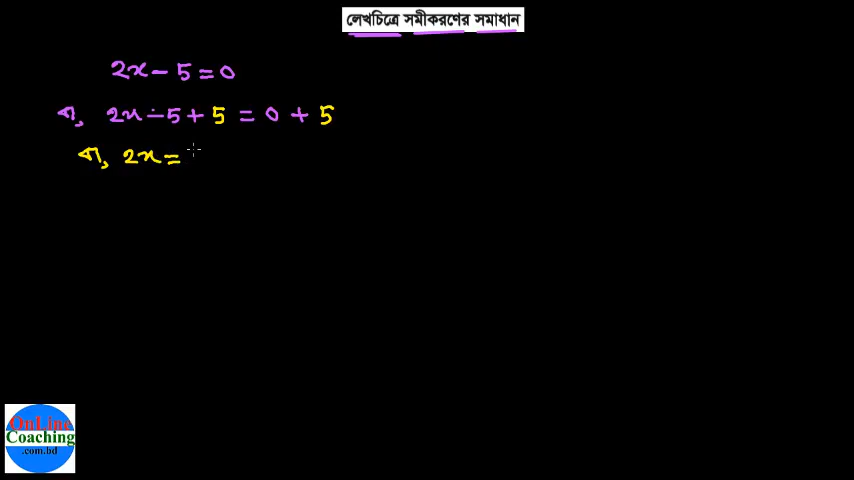 লেখচিত্রে সমীকরণের সমাধান
2x - 5 = 0
বা, 2x - 5 + 5 = 0 + 5
বা, 2x =
OnLine
Coaching
.com.bd